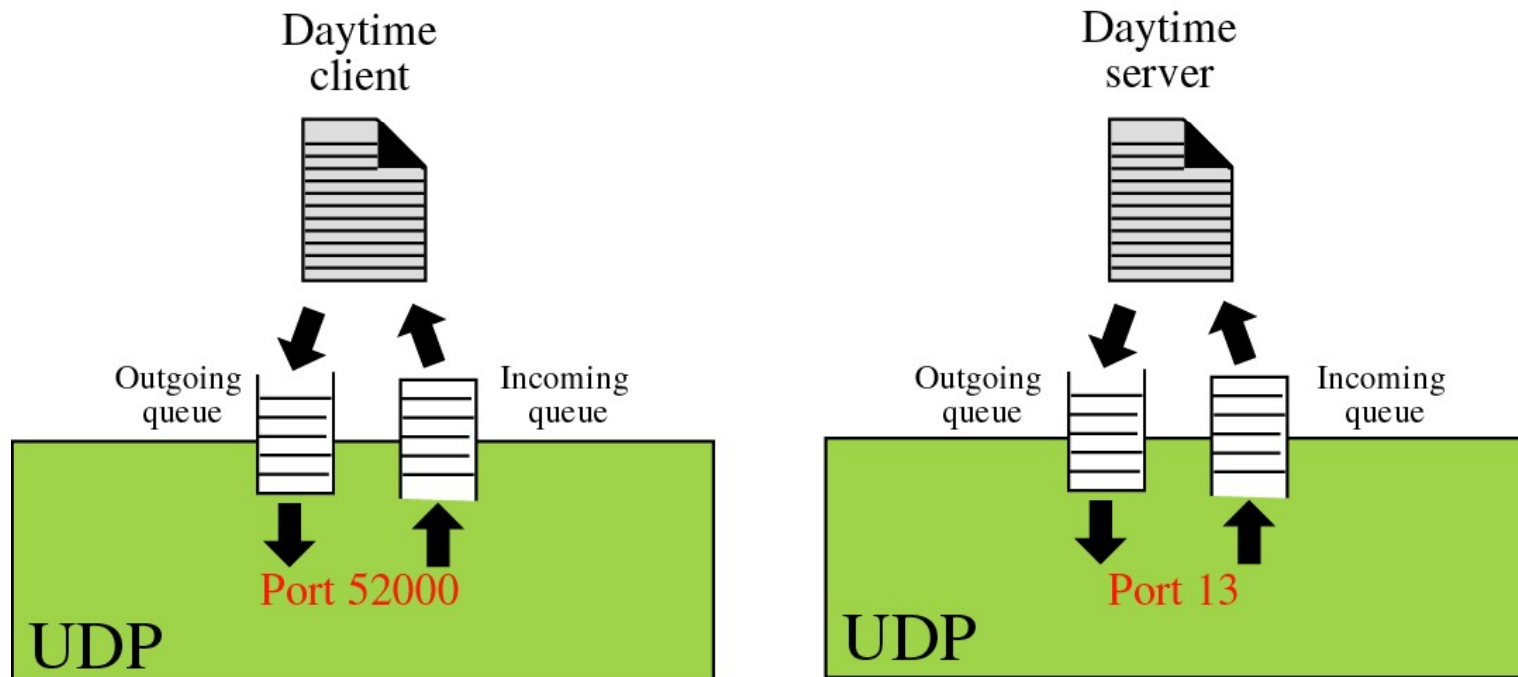 Daytime
client
Outgoing
queue
Incoming
queue
Port 52000
UDP
Daytime
server
Outgoing
queue
Incoming
queue
Port 13
UDP